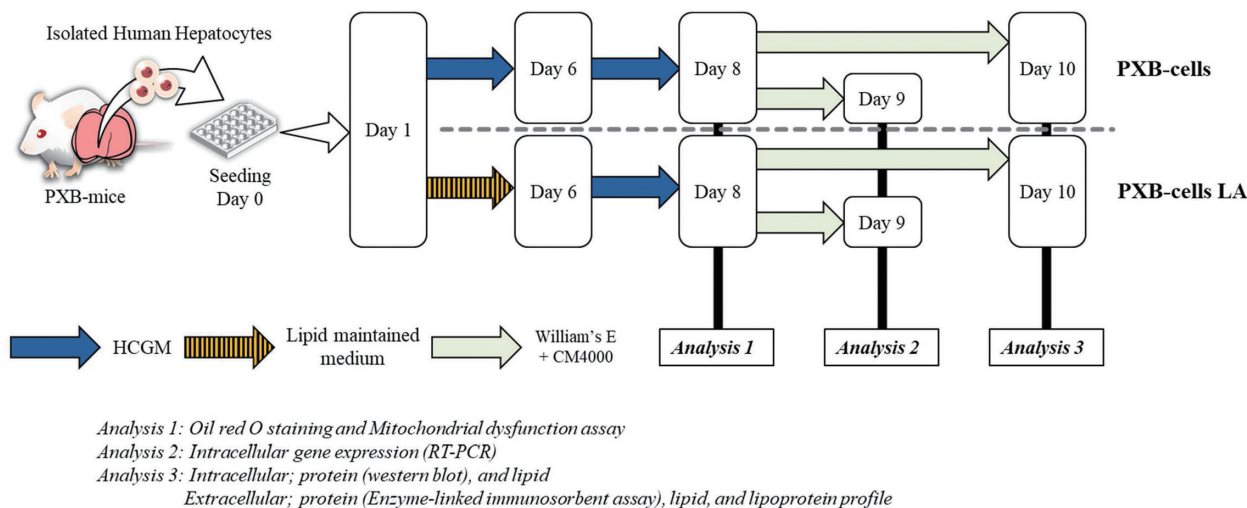 Isolated Human Hepatocytes
PXB-mice
Seeding
Day 0
Day 1
Day 6
Day 8
Day 9
Day 10
PXB-cells
Day 6
Day 8
Day 9
Day 10
PXB-cells LA
HCGM
Lipid maintained
medium
William's E
+ CM4000
Analysis 1
Analysis 2
Analysis 3
Analysis 1: Oil red O staining and Mitochondrial dysfunction assay
Analysis 2: Intracellular gene expression (RT-PCR)
Analysis 3: Intracellular; protein (western blot), and lipid
Extracellular; protein (Enzyme-linked immunosorbent assay), lipid, and lipoprotein profile